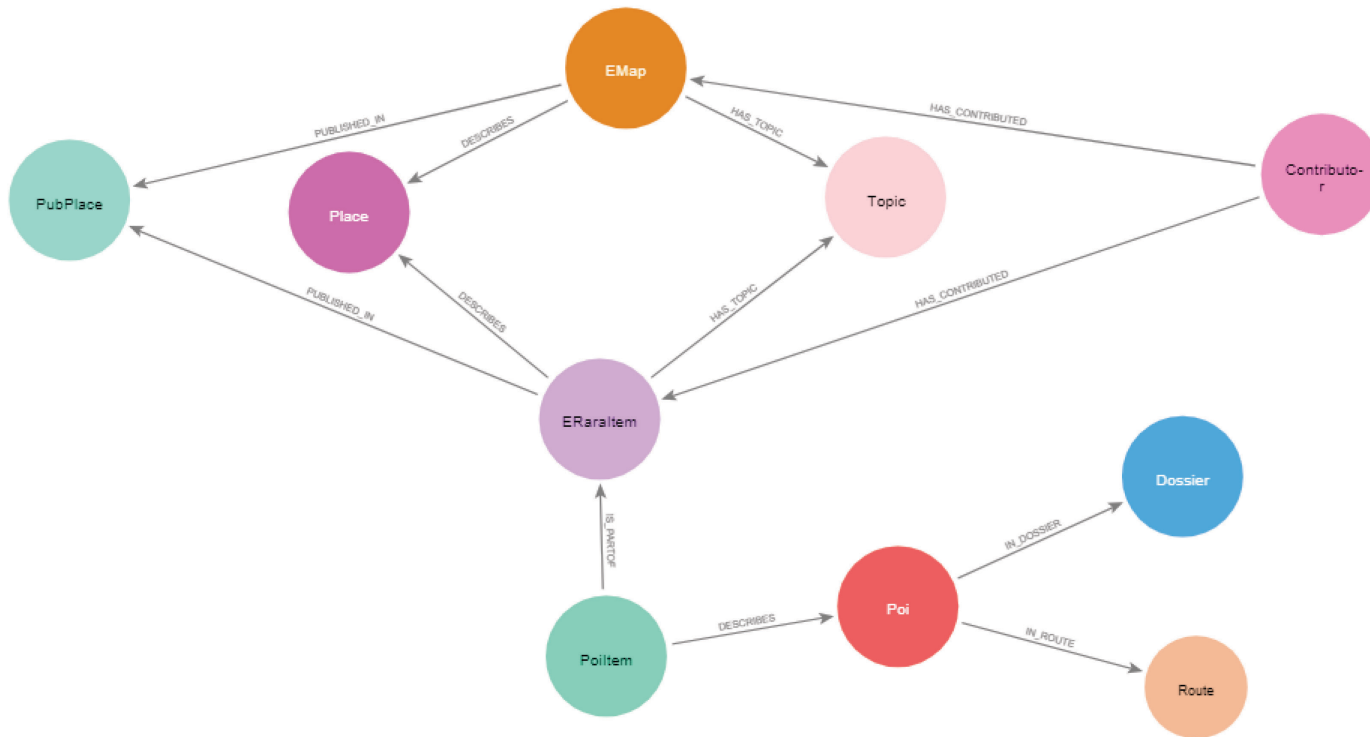 EMap
HAS_CONTRIBUTED
PUBLISHED_IN
DESCRIBES
HAS_TOPIC
Contributo-
r
PubPlace
Place
Topic
PUBLISHED_IN
DESCRIBES
HAS_TOPIC
HAS_CONTRIBUTED
ERaraItem
IS_PARTOF
Dossier
IN_DOSSIER
Poi
DESCRIBES
IN_ROUTE
PoiItem
Route